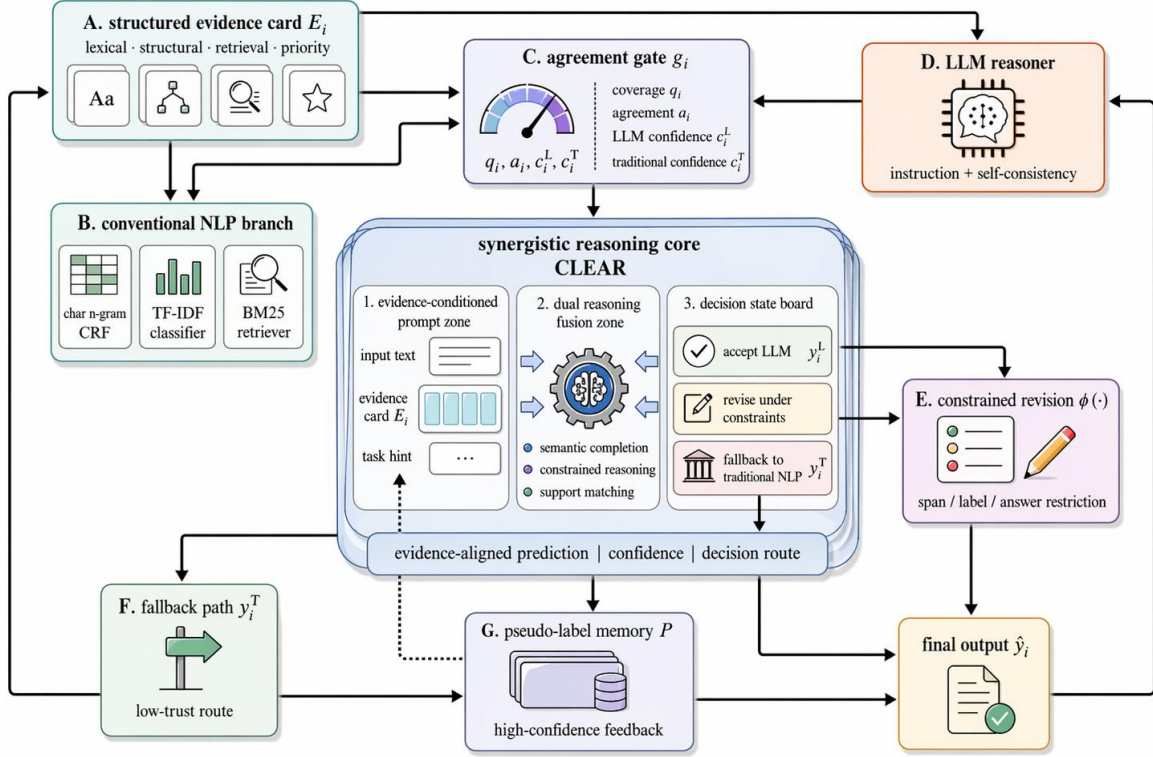 A. structured evidence card E_i
lexical · structural · retrieval · priority
Aa
B. conventional NLP branch
char n-gram
CRF
TF-IDF
classifier
BM25
retriever
C. agreement gate g_i
q_i, a_i, c_i^L, c_i^T
coverage q_i
agreement a_i
LLM confidence c_i^L
traditional confidence c_i^T
D. LLM reasoner
instruction + self-consistency
synergistic reasoning core
CLEAR
1. evidence-conditioned
prompt zone
input text
evidence
card E_i
task hint
...
2. dual reasoning
fusion zone
semantic completion
constrained reasoning
support matching
3. decision state board
accept LLM y_i^L
revise under
constraints
fallback to
traditional NLP y_i^T
evidence-aligned prediction | confidence | decision route
E. constrained revision ϕ(·)
span / label / answer restriction
F. fallback path y_i^T
low-trust route
G. pseudo-label memory P
high-confidence feedback
final output ŷ_i